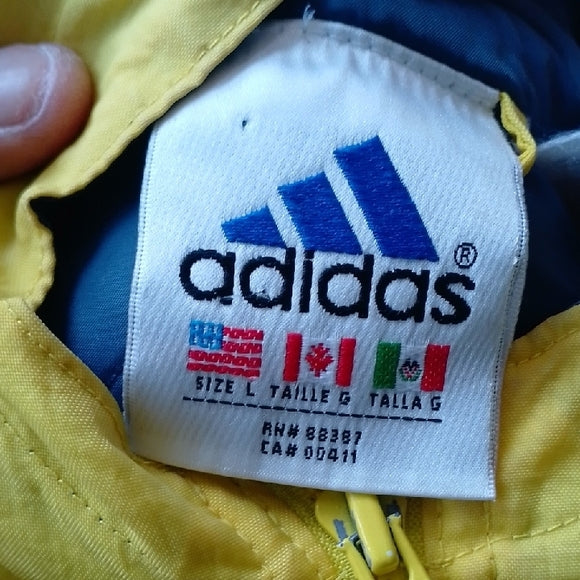 adidas®
SIZE L TAILLE G TALLA G
RN# 88387
CA# 00411